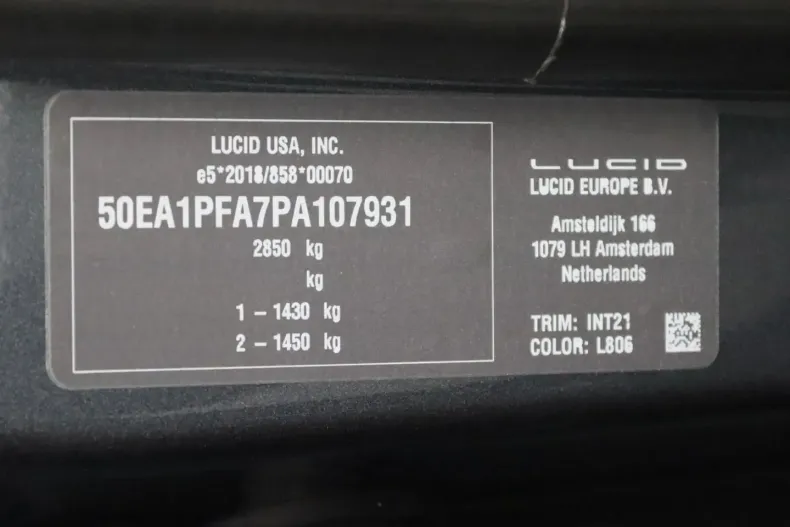 LUCID USA, INC.
e5*2018/858*00070
50EA1PFA7PA107931
2850 kg
kg
1 – 1430 kg
2 – 1450 kg
LUCID
LUCID EUROPE B.V.
Amsteldijk 166
1079 LH Amsterdam
Netherlands
TRIM: INT21
COLOR: L806